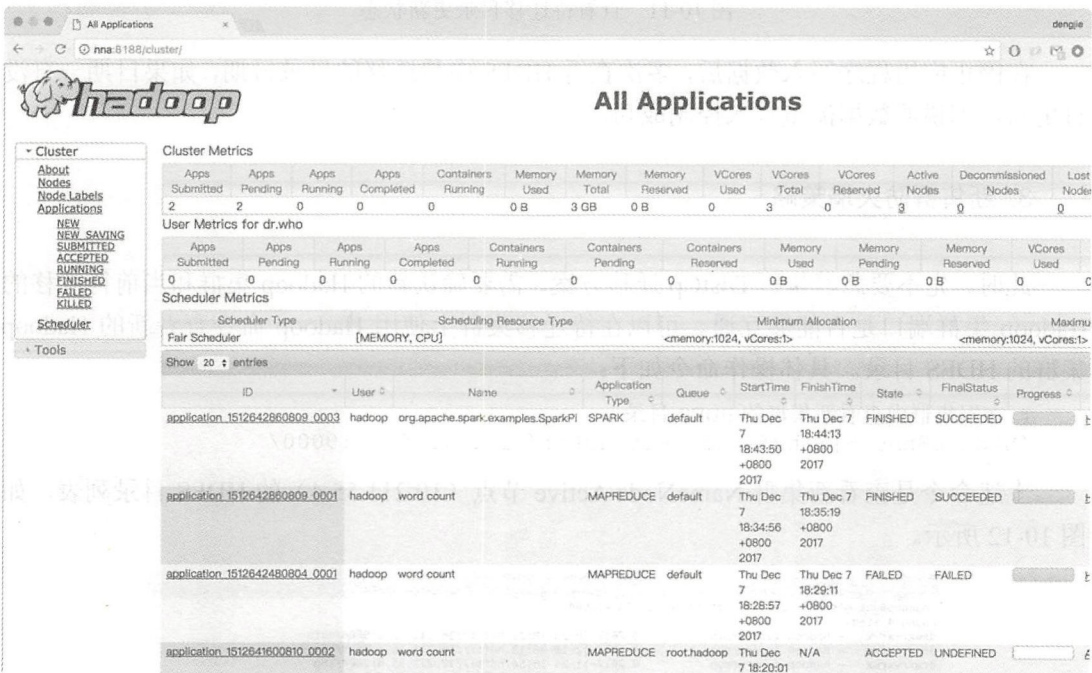 All Applications ×
dengjie
nna:8188/cluster/
hadoop
All Applications
Cluster
About
Nodes
Node Labels
Applications
NEW
NEW_SAVING
SUBMITTED
ACCEPTED
RUNNING
FINISHED
FAILED
KILLED
Scheduler
Tools
Cluster Metrics
Apps Submitted Apps Pending Apps Running Apps Completed Containers Running Memory Used Memory Total Memory Reserved VCores Used VCores Total VCores Reserved Active Nodes Decommissioned Nodes Lost Nodes
2 2 0 0 0 0 B 3 GB 0 B 0 3 0 3 0 0
User Metrics for dr.who
Apps Submitted Apps Pending Apps Running Apps Completed Containers Running Containers Pending Containers Reserved Memory Used Memory Pending Memory Reserved VCores Used
0 0 0 0 0 0 0 0 B 0 B 0 B 0
Scheduler Metrics
Scheduler Type Scheduling Resource Type Minimum Allocation Maximu
Fair Scheduler [MEMORY, CPU] <memory:1024, vCores:1> <memory:1024, vCores:1>
Show 20 entries
ID User Name Application Type Queue StartTime FinishTime State FinalStatus Progress
application_1512642860809_0003 hadoop org.apache.spark.examples.SparkPi SPARK default Thu Dec 7 18:43:50 +0800 2017 Thu Dec 7 18:44:13 +0800 2017 FINISHED SUCCEEDED
application_1512642860809_0001 hadoop word count MAPREDUCE default Thu Dec 7 18:34:56 +0800 2017 Thu Dec 7 18:35:19 +0800 2017 FINISHED SUCCEEDED
application_1512642480804_0001 hadoop word count MAPREDUCE default Thu Dec 7 18:28:57 +0800 2017 Thu Dec 7 18:29:11 +0800 2017 FAILED FAILED
application_1512641600810_0002 hadoop word count MAPREDUCE root.hadoop Thu Dec 7 18:20:01 N/A ACCEPTED UNDEFINED